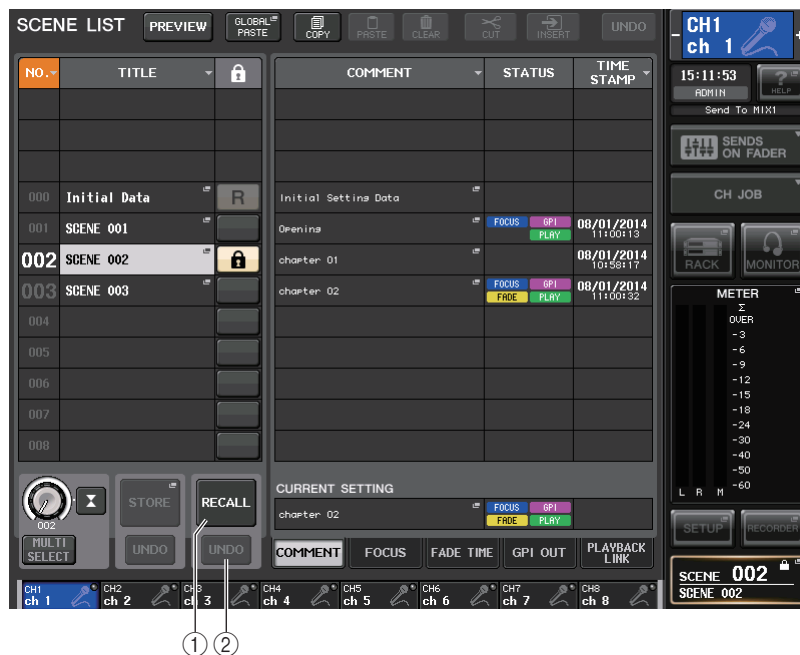 SCENE LIST
PREVIEW
GLOBAL PASTE
COPY
PASTE
CLEAR
CUT
INSERT
UNDO
CH1
ch 1
NO.
TITLE
COMMENT
STATUS
TIME STAMP
15:11:53
ADMIN
?
HELP
Send To MIX1
SENDS ON FADER
CH JOB
RACK
MONITOR
000 Initial Data R Initial Setting Data
001 SCENE 001 Opening FOCUS GPI PLAY 08/01/2014 11:00:13
002 SCENE 002 chapter 01 08/01/2014 10:58:17
003 SCENE 003 chapter 02 FOCUS GPI FADE PLAY 08/01/2014 11:00:32
004
005
006
007
008
METER
Σ
OVER
-3
-6
-9
-12
-15
-18
-24
-30
-40
-50
-60
L R M
002
MULTI SELECT
STORE
UNDO
RECALL
UNDO
CURRENT SETTING
chapter 02 FOCUS GPI FADE PLAY
COMMENT
FOCUS
FADE TIME
GPI OUT
PLAYBACK LINK
SETUP
RECORDER
SCENE 002
SCENE 002
CH1 ch 1
CH2 ch 2
CH3 ch 3
CH4 ch 4
CH5 ch 5
CH6 ch 6
CH7 ch 7
CH8 ch 8
① ②